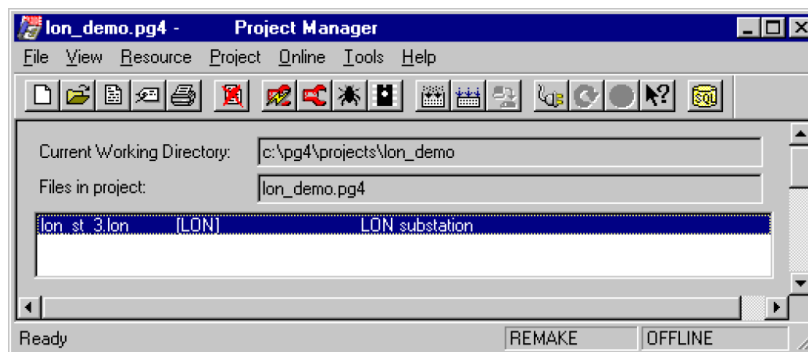 lon_demo.pg4 - Project Manager
File View Resource Project Online Tools Help
SQL
Current Working Directory: c:\pg4\projects\lon_demo
Files in project: lon_demo.pg4
lon_st_3.lon [LON] LON substation
Ready REMAKE OFFLINE